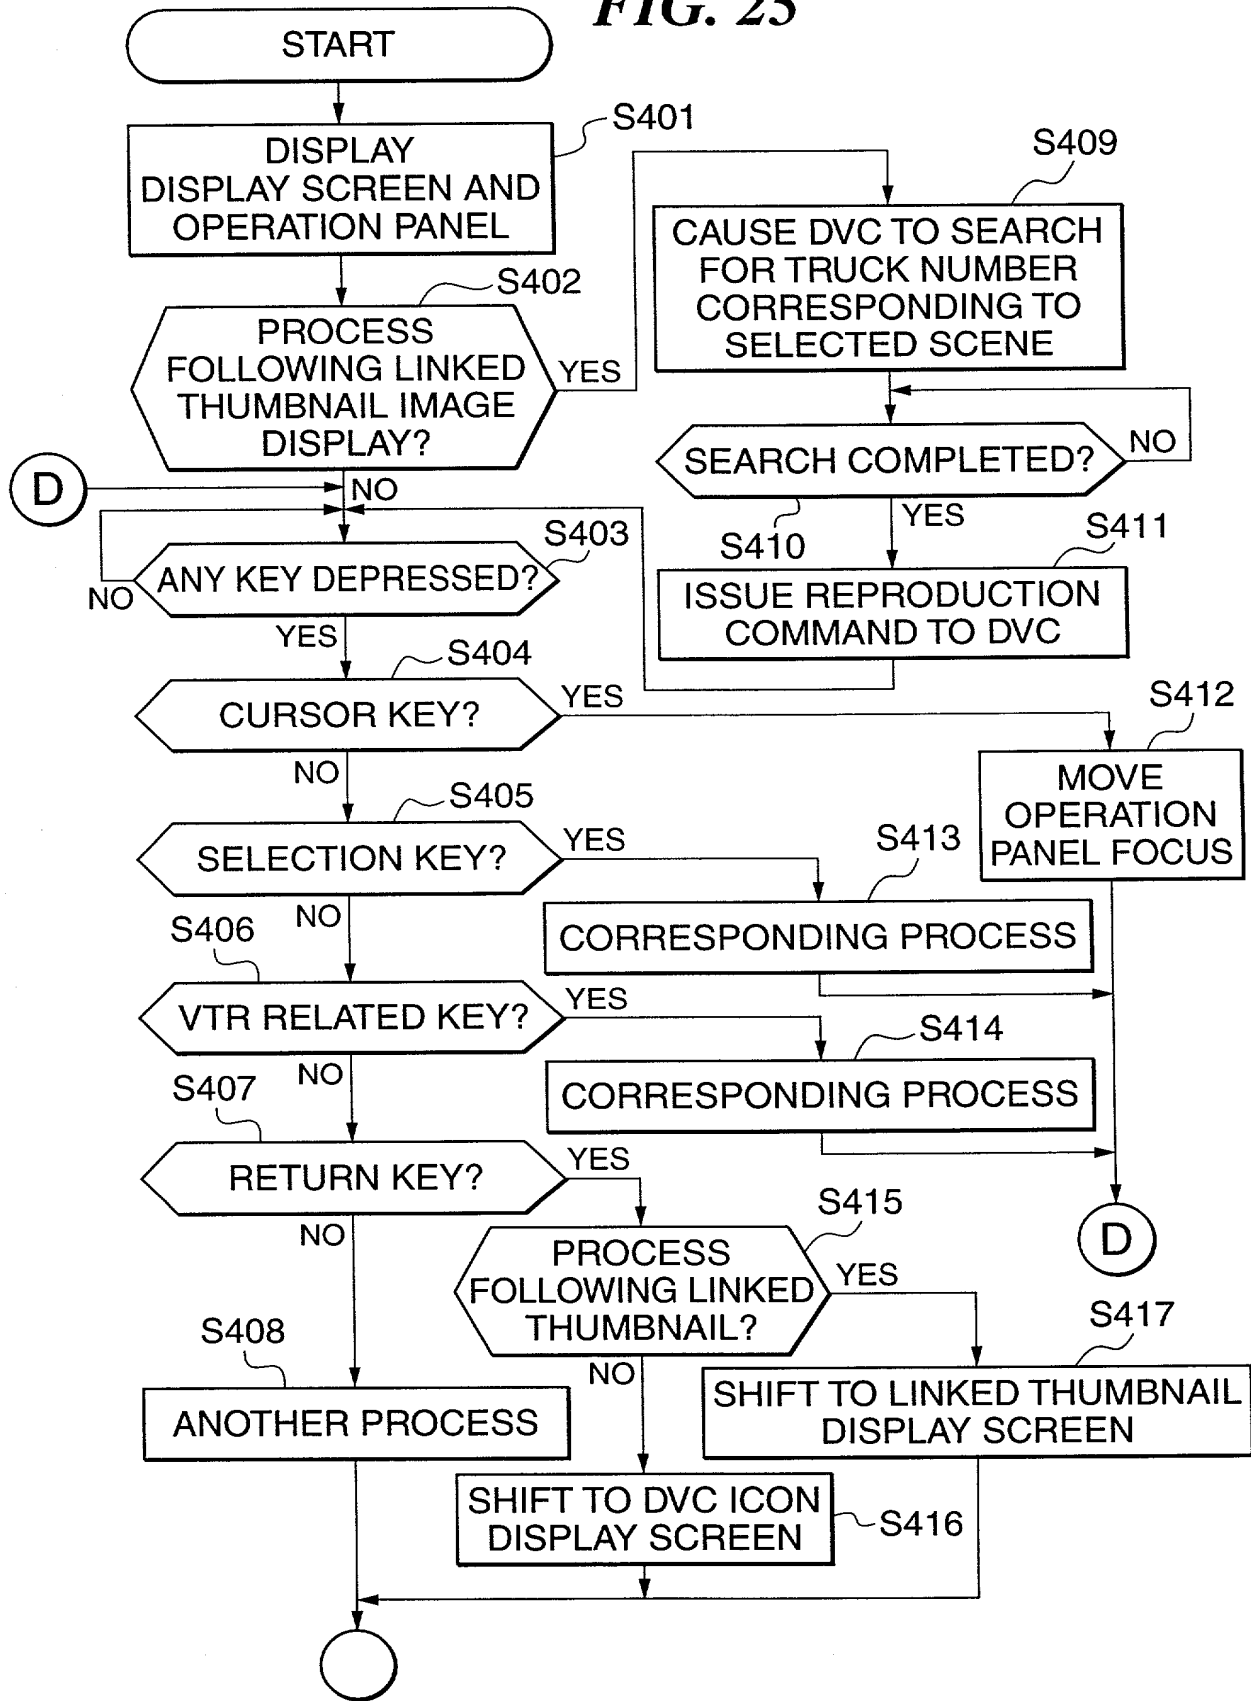 FIG. 25
START
S401
DISPLAY
DISPLAY SCREEN AND
OPERATION PANEL
S409
CAUSE DVC TO SEARCH
FOR TRUCK NUMBER
CORRESPONDING TO
SELECTED SCENE
S402
PROCESS
FOLLOWING LINKED
THUMBNAIL IMAGE
DISPLAY?
YES
SEARCH COMPLETED?
NO
D
NO
YES
S410
S411
S403
ANY KEY DEPRESSED?
NO
ISSUE REPRODUCTION
COMMAND TO DVC
YES
S404
CURSOR KEY?
YES
S412
MOVE
OPERATION
PANEL FOCUS
NO
S405
SELECTION KEY?
YES
S413
CORRESPONDING PROCESS
NO
S406
VTR RELATED KEY?
YES
S414
CORRESPONDING PROCESS
NO
S407
RETURN KEY?
YES
S415
D
NO
PROCESS
FOLLOWING LINKED
THUMBNAIL?
YES
S417
SHIFT TO LINKED THUMBNAIL
DISPLAY SCREEN
S408
NO
ANOTHER PROCESS
SHIFT TO DVC ICON
DISPLAY SCREEN
S416